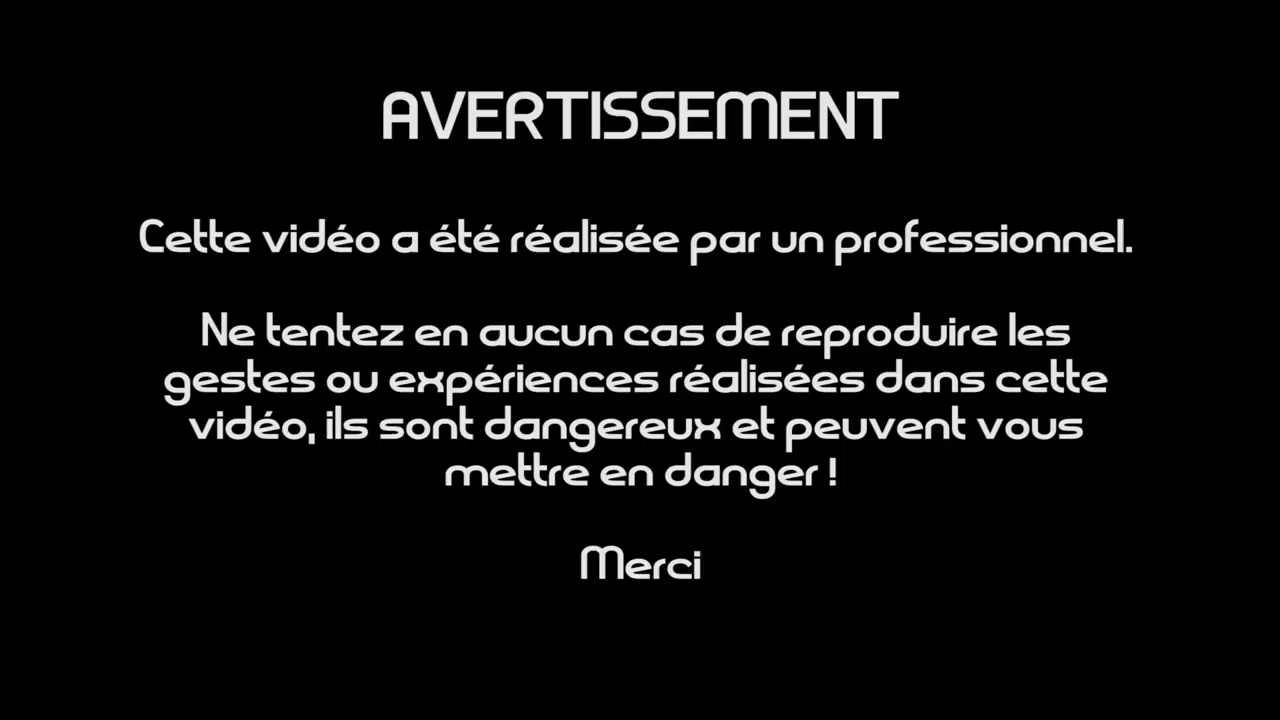 AVERTISSEMENT
Cette vidéo a été réalisée par un professionnel.
Ne tentez en aucun cas de reproduire les
gestes ou expériences réalisées dans cette
vidéo, ils sont dangereux et peuvent vous
mettre en danger !
Merci